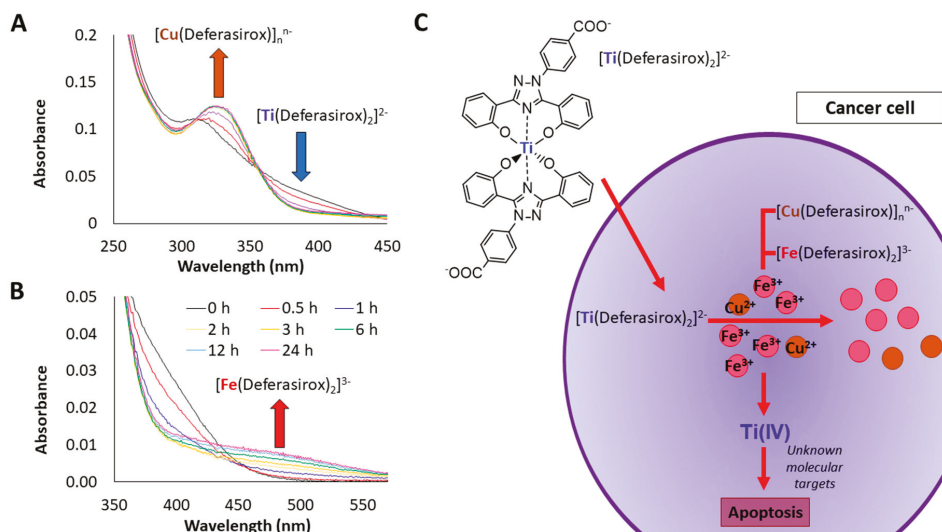 A
[Cu(Deferasirox)]ₙⁿ⁻
[Ti(Deferasirox)₂]²⁻
Absorbance
0.2
0.15
0.1
0.05
0
250
300
350
400
450
Wavelength (nm)
B
0 h
0.5 h
1 h
2 h
3 h
6 h
12 h
24 h
[Fe(Deferasirox)₂]³⁻
Absorbance
0.05
0.04
0.03
0.02
0.01
0.00
350
400
450
500
550
Wavelength (nm)
C
COO⁻
[Ti(Deferasirox)₂]²⁻
N-N
N
O
O
Ti
O
O
N
N-N
⁻OOC
Cancer cell
[Cu(Deferasirox)]ₙⁿ⁻
[Fe(Deferasirox)₂]³⁻
[Ti(Deferasirox)₂]²⁻
Fe³⁺
Cu²⁺
Fe³⁺
Fe³⁺
Fe³⁺
Cu²⁺
Fe³⁺
Ti(IV)
Unknown
molecular
targets
Apoptosis